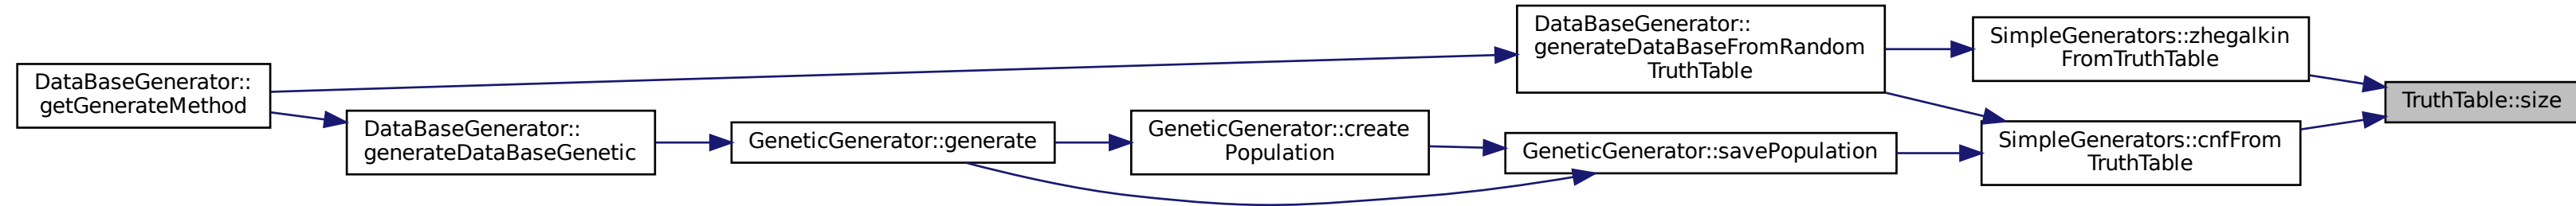 DataBaseGenerator::
getGenerateMethod
DataBaseGenerator::
generateDataBaseGenetic
GeneticGenerator::generate
GeneticGenerator::create
Population
DataBaseGenerator::
generateDataBaseFromRandom
TruthTable
GeneticGenerator::savePopulation
SimpleGenerators::zhegalkin
FromTruthTable
SimpleGenerators::cnfFrom
TruthTable
TruthTable::size